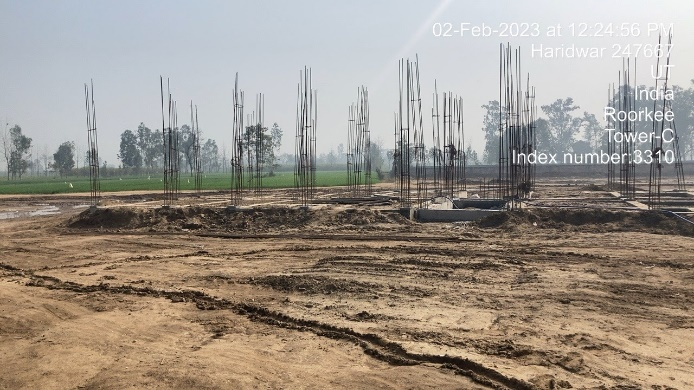 02-Feb-2023 at 12:24:56 PM
Haridwar 247667
UT
India
Roorkee
Tower-C
Index number:3310